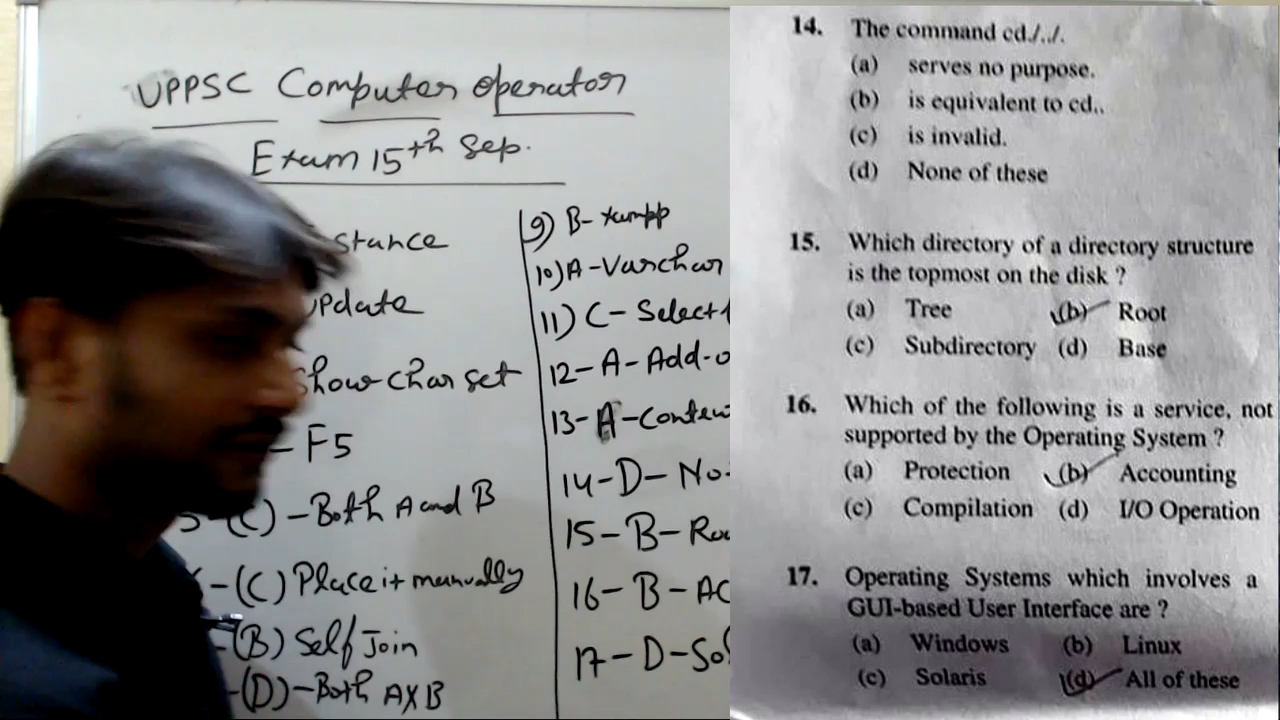 UPPSC Computer operator
Exam 15th Sep.
stance
update
Show char set
- F5
5-(C)-Both A and B
-(C) Place it manually
-(B) Self Join
-(D)-Both AXB
9) B-
10) A-Varchar
11) C-Select
12-A-Add-o
13-A-Conten
14-D-No
15-B-Roo
16-B-AC
17-D-So
14. The command cd./../.
(a) serves no purpose.
(b) is equivalent to cd..
(c) is invalid.
(d) None of these
15. Which directory of a directory structure
is the topmost on the disk ?
(a) Tree (b) Root
(c) Subdirectory (d) Base
16. Which of the following is a service, not
supported by the Operating System ?
(a) Protection (b) Accounting
(c) Compilation (d) I/O Operation
17. Operating Systems which involves a
GUI-based User Interface are ?
(a) Windows (b) Linux
(c) Solaris (d) All of these